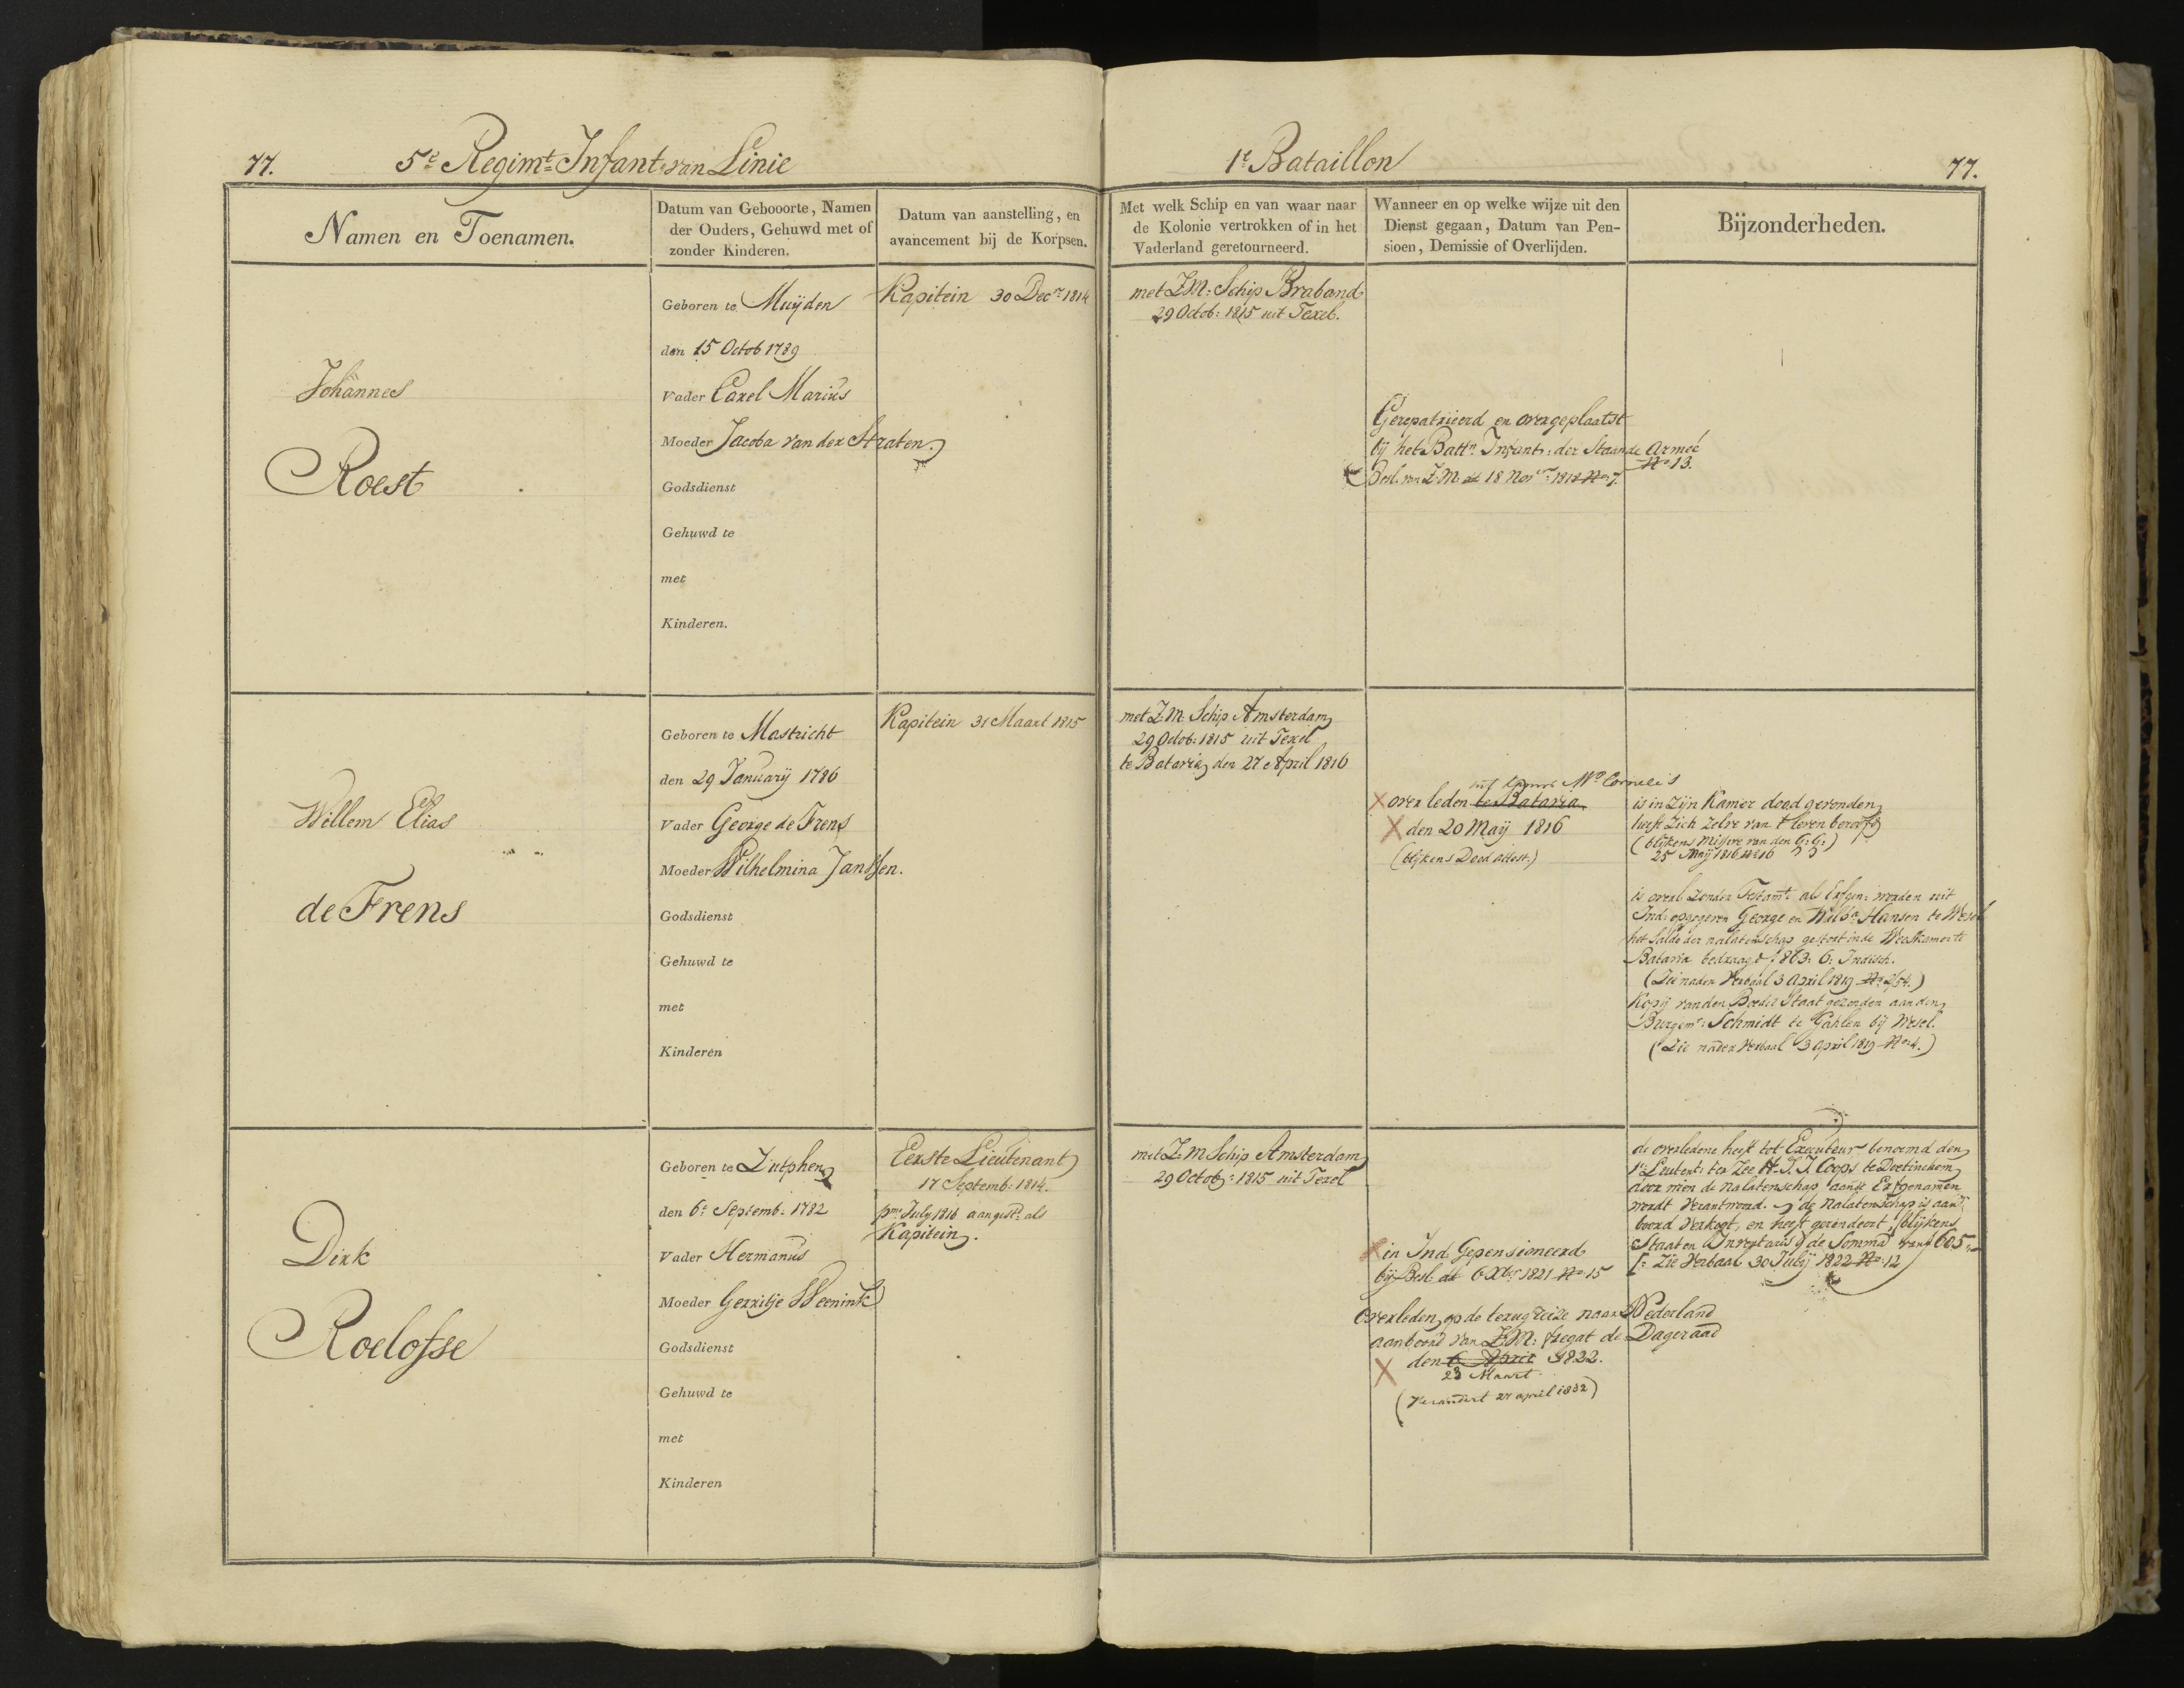 77.
5e Regimt Infant: van Linie
1e Bataillon
77.
Namen en Toenamen.
Datum van Gebooorte, Namen
der Ouders, Gehuwd met of
zonder Kinderen.
Datum van aanstelling, en
avancement bij de Korpsen.
Met welk Schip en van waar naar
de Kolonie vertrokken of in het
Vaderland geretourneerd.
Wanneer en op welke wijze uit den
Dienst gegaan, Datum van Pen-
sioen, Demissie of Overlijden.
Bijzonderheden.
Johannes
Roest
Geboren te Muijden
den 15 Octob 1789
Vader Carel Marius
Moeder Jacoba van der Straten
Godsdienst
Gehuwd te
met
Kinderen.
Kapitein 30 Decr 1814
met Z.M: Schip Braband
29 Octob: 1815 uit Texel.
Gerepatrieerd en overgeplaatst
bij het Battn Infant: der Staande Armeé
No 13.
Besl. van Z.M. dd 18 Novr 1818 No 7.
Willem Elias
de Frens
Geboren te Mastricht
den 29 Januarij 1786
Vader George de Frens
Moeder Wilhelmina Janssen.
Godsdienst
Gehuwd te
met
Kinderen
Kapitein 31 Maart 1815
met Z.M. Schip Amsterdam
29 Octob: 1815 uit Texel
te Batavia den 27 April 1816
Mr Cornelis
overleden te Batavia
den 20 Maij 1816
(blijkens Dood attest.)
is in zijn Kamer dood gevonden
heeft zich zelve van 't leven beroofd
(blijkens Missive van den G: G:)
25 Maij 1816 No 16
is overl. zonder Testamt: als Erfgen: worden uit
Ind: opgegeven George en Wilha Hansen te Wesel
het Saldo der nalatenschap gestort in de Weeskamer te
Batavia bedraagt f 863: 6: Indisch.
(Zie nader Verbaal 3 April 1819 No 2/54.)
Kopij van den Boedel Staat gezonden aan den
Burgemr: Schmidt te Gahlen bij Wesel.
(Zie nader Verbaal 3 April 1819 No 4.)
Dirk
Roelofse
Geboren te Zutphen
den 6e Septemb: 1782
Vader Hermanus
Moeder Gerritje Weenink
Godsdienst
Gehuwd te
met
Kinderen
Eerste Lieutenant
17 Septemb: 1814.
pmo July 1816 aangestd als
Kapitein.
met Z.M Schip Amsterdam
29 Octob: 1815 uit Texel
in Ind: Gepensioneerd
bij Besl. dd 6 Xbr 1821 No 15
Overleden op de terugreize naar Nederland
aan boord van Z.M: fregat de Dageraad
den 6 April 1822.
23 Maart
(Verandert 27 april 1832)
de overledene heeft tot Executeur benoemd den
1e Leutent: ter Zee H. J. J. Coops te Doetinchem
door wien de nalatenschap aan de Erfgenamen
wordt verantwoord. de nalatenschap is aan
boord verkogt, en heeft gerendeert, blijkens
Staat en Inventaris de Somma van f 605
Zie Verbaal 30 Julij 1822 No 12